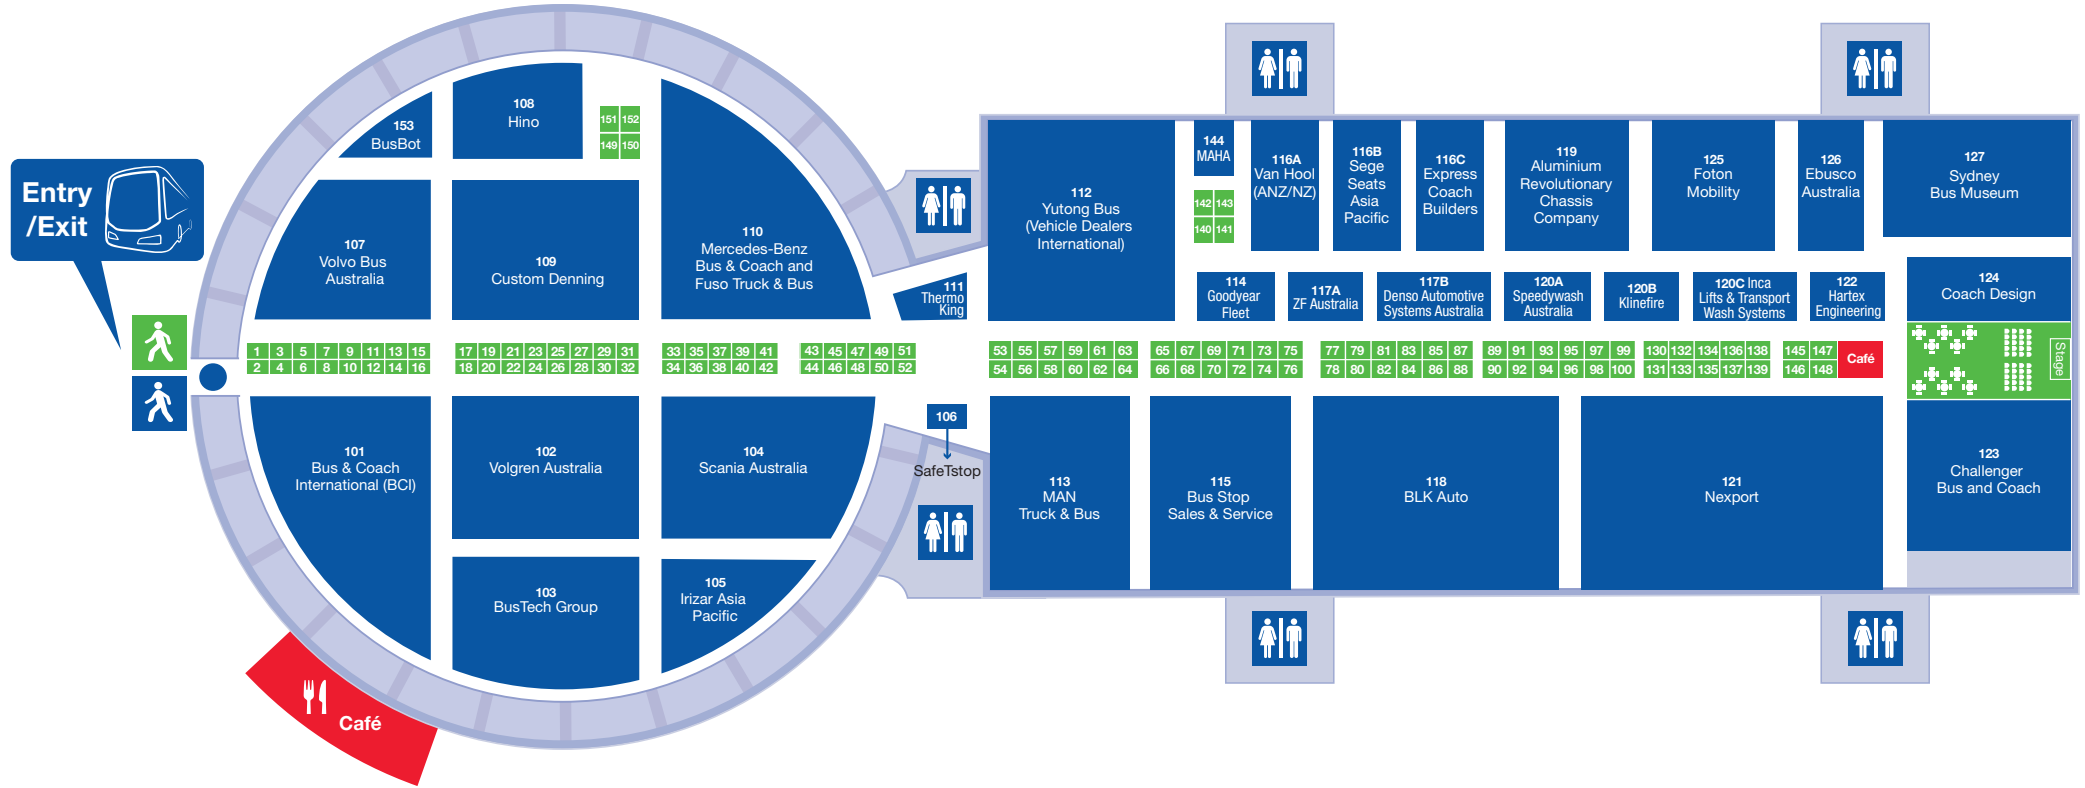 Entry
/Exit
153
BusBot
108
Hino
151 152
149 150
107
Volvo Bus
Australia
109
Custom Denning
110
Mercedes-Benz
Bus & Coach and
Fuso Truck & Bus
111
Thermo
King
1 3 5 7 9 11 13 15
2 4 6 8 10 12 14 16
17 19 21 23 25 27 29 31
18 20 22 24 26 28 30 32
33 35 37 39 41
34 36 38 40 42
43 45 47 49 51
44 46 48 50 52
101
Bus & Coach
International (BCI)
102
Volgren Australia
104
Scania Australia
103
BusTech Group
105
Irizar Asia
Pacific
106
SafeTstop
Café
112
Yutong Bus
(Vehicle Dealers
International)
144
MAHA
142 143
140 141
116A
Van Hool
(ANZ/NZ)
116B
Sege
Seats
Asia
Pacific
116C
Express
Coach
Builders
119
Aluminium
Revolutionary
Chassis
Company
125
Foton
Mobility
126
Ebusco
Australia
127
Sydney
Bus Museum
114
Goodyear
Fleet
117A
ZF Australia
117B
Denso Automotive
Systems Australia
120A
Speedywash
Australia
120B
Klinefire
120C Inca
Lifts & Transport
Wash Systems
122
Hartex
Engineering
124
Coach Design
53 55 57 59 61 63
54 56 58 60 62 64
65 67 69 71 73 75
66 68 70 72 74 76
77 79 81 83 85 87
78 80 82 84 86 88
89 91 93 95 97 99
90 92 94 96 98 100
130 132 134 136 138
131 133 135 137 139
145 147
146 148
Café
Stage
113
MAN
Truck & Bus
115
Bus Stop
Sales & Service
118
BLK Auto
121
Nexport
123
Challenger
Bus and Coach